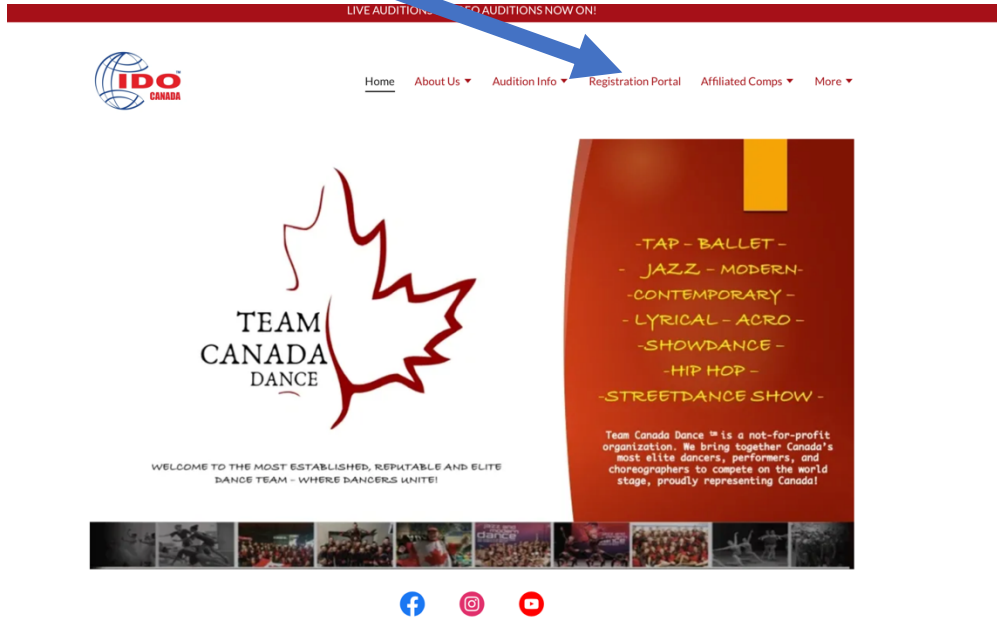 LIVE AUDITIONS AUDITIONS NOW ON!
IDO
CANADA
Home About Us Audition Info Registration Portal Affiliated Comps More
TEAM
CANADA
DANCE
WELCOME TO THE MOST ESTABLISHED, REPUTABLE AND ELITE
DANCE TEAM – WHERE DANCERS UNITE!
-TAP – BALLET –
- JAZZ – MODERN-
-CONTEMPORARY –
- LYRICAL – ACRO –
-SHOWDANCE –
-HIP HOP –
-STREETDANCE SHOW -
Team Canada Dance ™ is a not-for-profit
organization. We bring together Canada's
most elite dancers, performers, and
choreographers to compete on the world
stage, proudly representing Canada!
dance